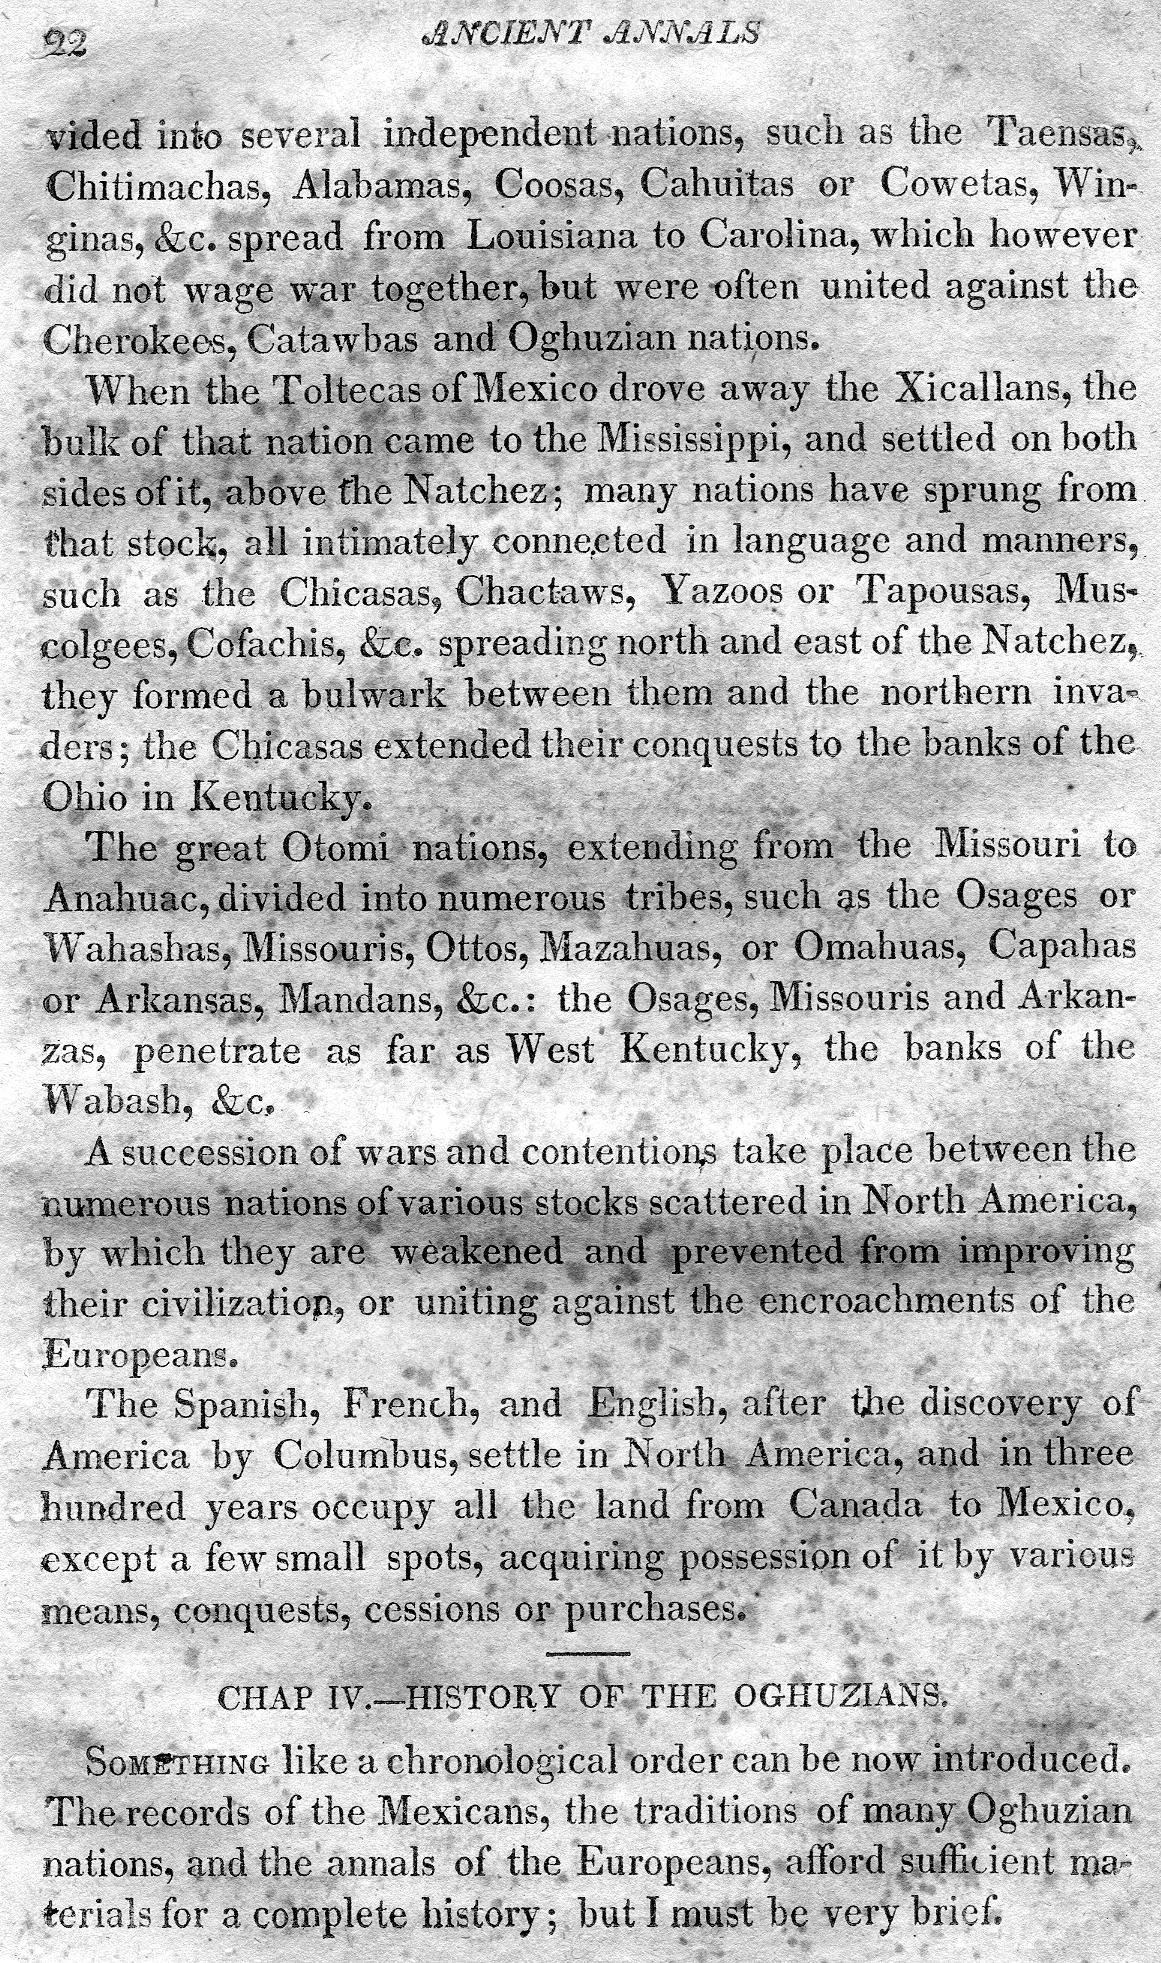 22 ANCIENT ANNALS
vided into several independent nations, such as the Taensas,
Chitimachas, Alabamas, Coosas, Cahuitas or Cowetas, Win-
ginas, &c. spread from Louisiana to Carolina, which however
did not wage war together, but were often united against the
Cherokees, Catawbas and Oghuzian nations.
When the Toltecas of Mexico drove away the Xicallans, the
bulk of that nation came to the Mississippi, and settled on both
sides of it, above the Natchez; many nations have sprung from
that stock, all intimately connected in language and manners,
such as the Chicasas, Chactaws, Yazoos or Tapousas, Mus-
colgees, Cofachis, &c. spreading north and east of the Natchez,
they formed a bulwark between them and the northern inva-
ders; the Chicasas extended their conquests to the banks of the
Ohio in Kentucky.
The great Otomi nations, extending from the Missouri to
Anahuac, divided into numerous tribes, such as the Osages or
Wahashas, Missouris, Ottos, Mazahuas, or Omahuas, Capahas
or Arkansas, Mandans, &c.: the Osages, Missouris and Arkan-
zas, penetrate as far as West Kentucky, the banks of the
Wabash, &c.
A succession of wars and contentions take place between the
numerous nations of various stocks scattered in North America,
by which they are weakened and prevented from improving
their civilization, or uniting against the encroachments of the
Europeans.
The Spanish, French, and English, after the discovery of
America by Columbus, settle in North America, and in three
hundred years occupy all the land from Canada to Mexico,
except a few small spots, acquiring possession of it by various
means, conquests, cessions or purchases.
CHAP IV.—HISTORY OF THE OGHUZIANS.
SOMETHING like a chronological order can be now introduced.
The records of the Mexicans, the traditions of many Oghuzian
nations, and the annals of the Europeans, afford sufficient ma-
terials for a complete history; but I must be very brief.